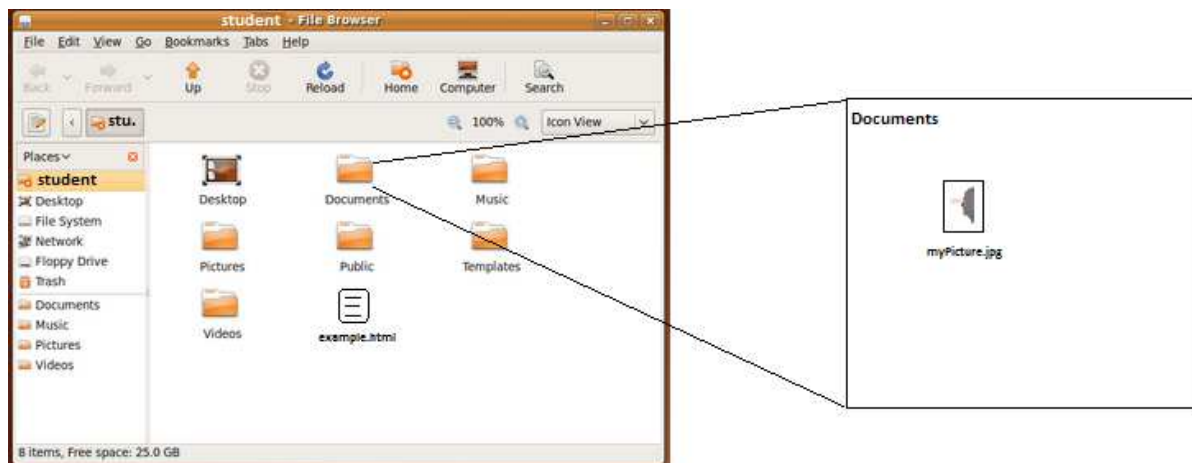 student - File Browser
File Edit View Go Bookmarks Tabs Help
Back Forward Up Stop Reload Home Computer Search
stu. 100% Icon View
Places
student
Desktop
File System
Network
Floppy Drive
Trash
Documents
Music
Pictures
Videos
Desktop Documents Music
Pictures Public Templates
Videos example.html
8 items, Free space: 25.0 GB
Documents
myPicture.jpg